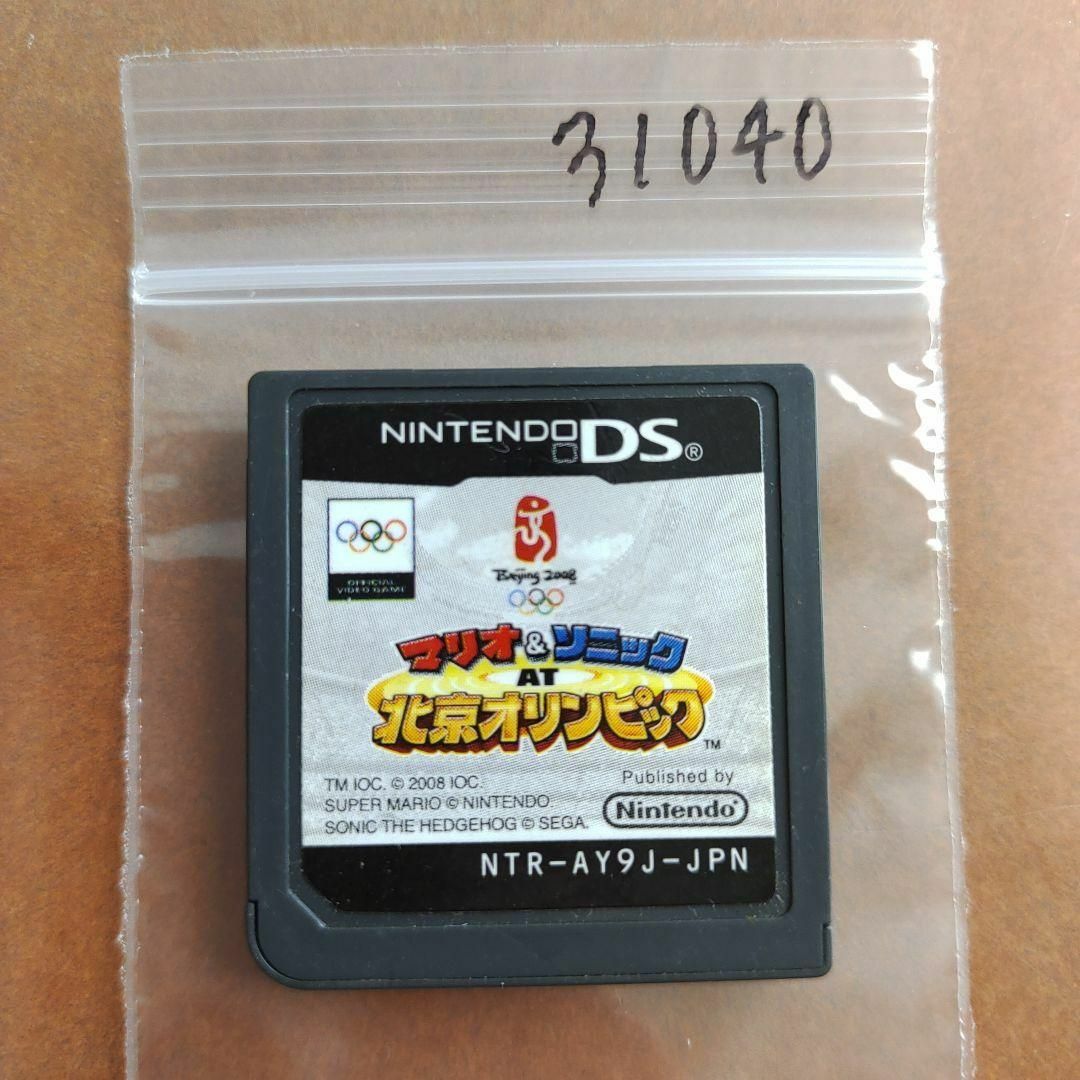 31040
NINTENDO DS®
OFFICIAL
VIDEO GAME
Beijing 2008
マリオ&ソニック
AT
北京オリンピック™
TM IOC. © 2008 IOC.
SUPER MARIO © NINTENDO.
SONIC THE HEDGEHOG © SEGA.
Published by
Nintendo®
NTR-AY9J-JPN